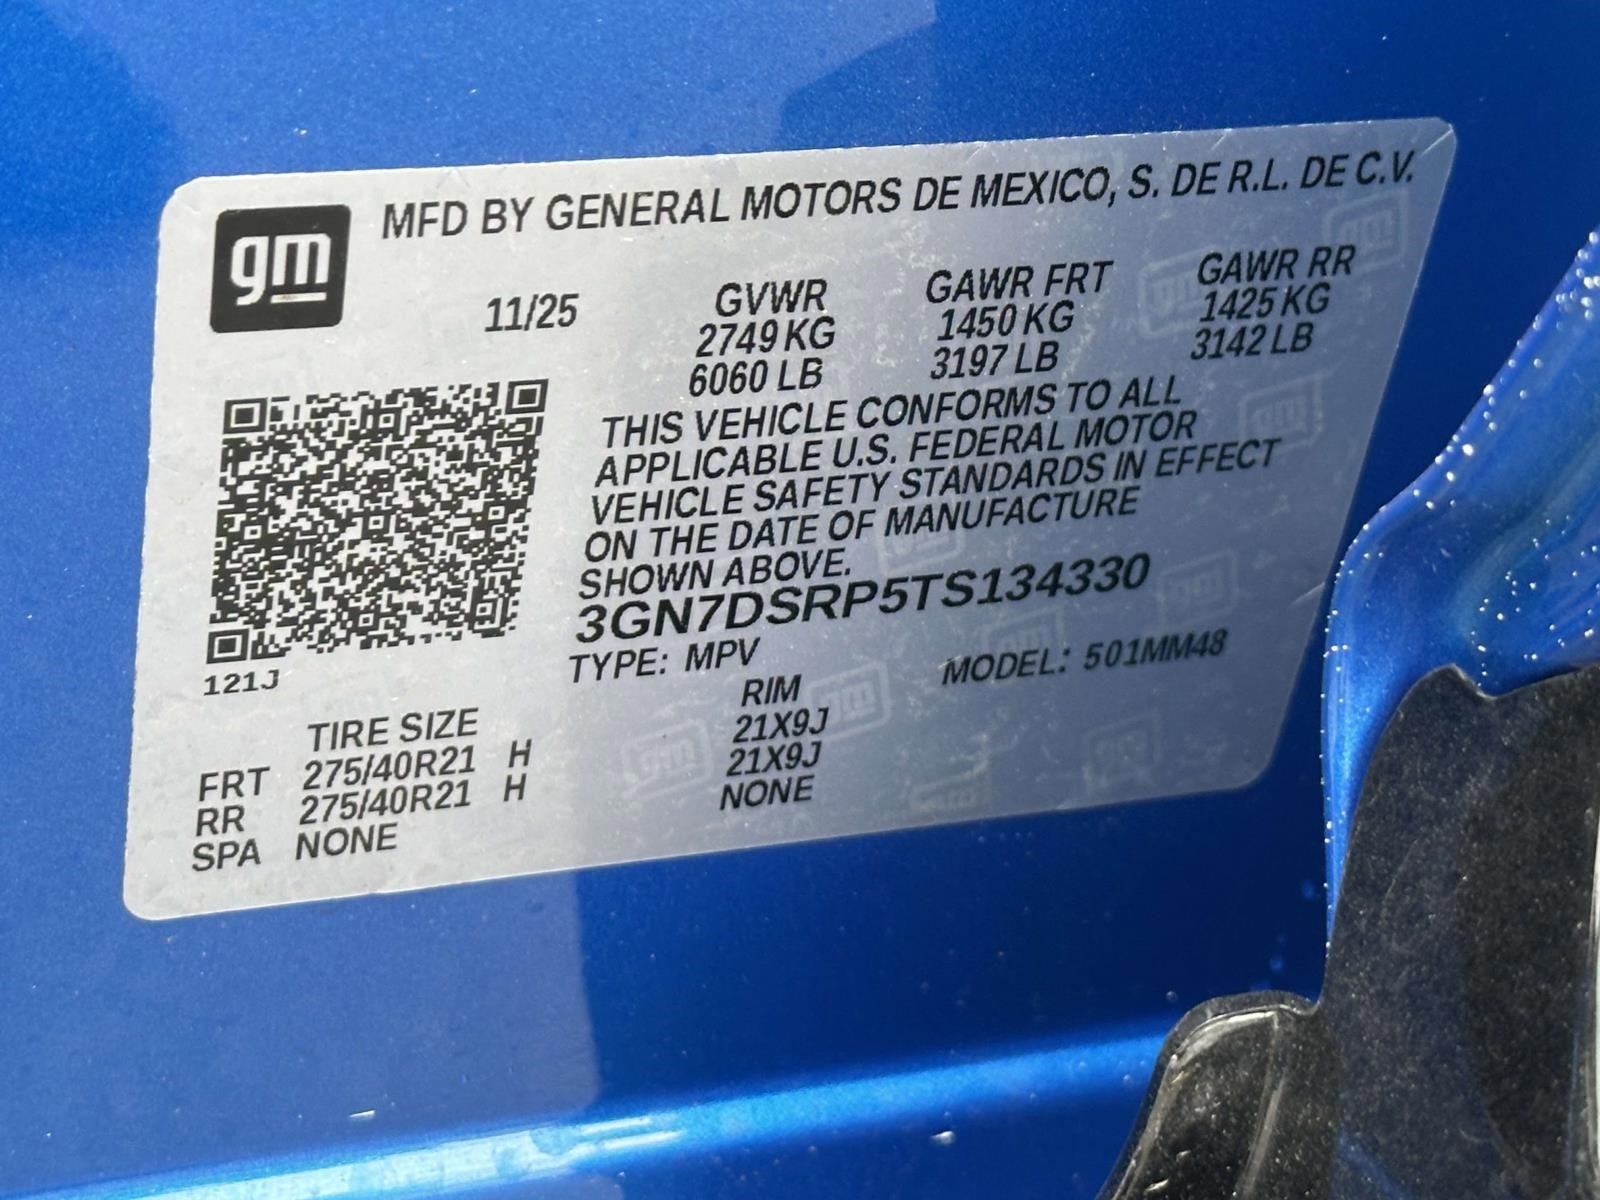 gm
MFD BY GENERAL MOTORS DE MEXICO, S. DE R.L. DE C.V.
11/25
GVWR GAWR FRT GAWR RR
2749 KG 1450 KG 1425 KG
6060 LB 3197 LB 3142 LB
THIS VEHICLE CONFORMS TO ALL
APPLICABLE U.S. FEDERAL MOTOR
VEHICLE SAFETY STANDARDS IN EFFECT
ON THE DATE OF MANUFACTURE
SHOWN ABOVE.
3GN7DSRP5TS134330
121J
TYPE: MPV MODEL: 501MM48
TIRE SIZE RIM
FRT 275/40R21 H 21X9J
RR 275/40R21 H 21X9J
SPA NONE NONE